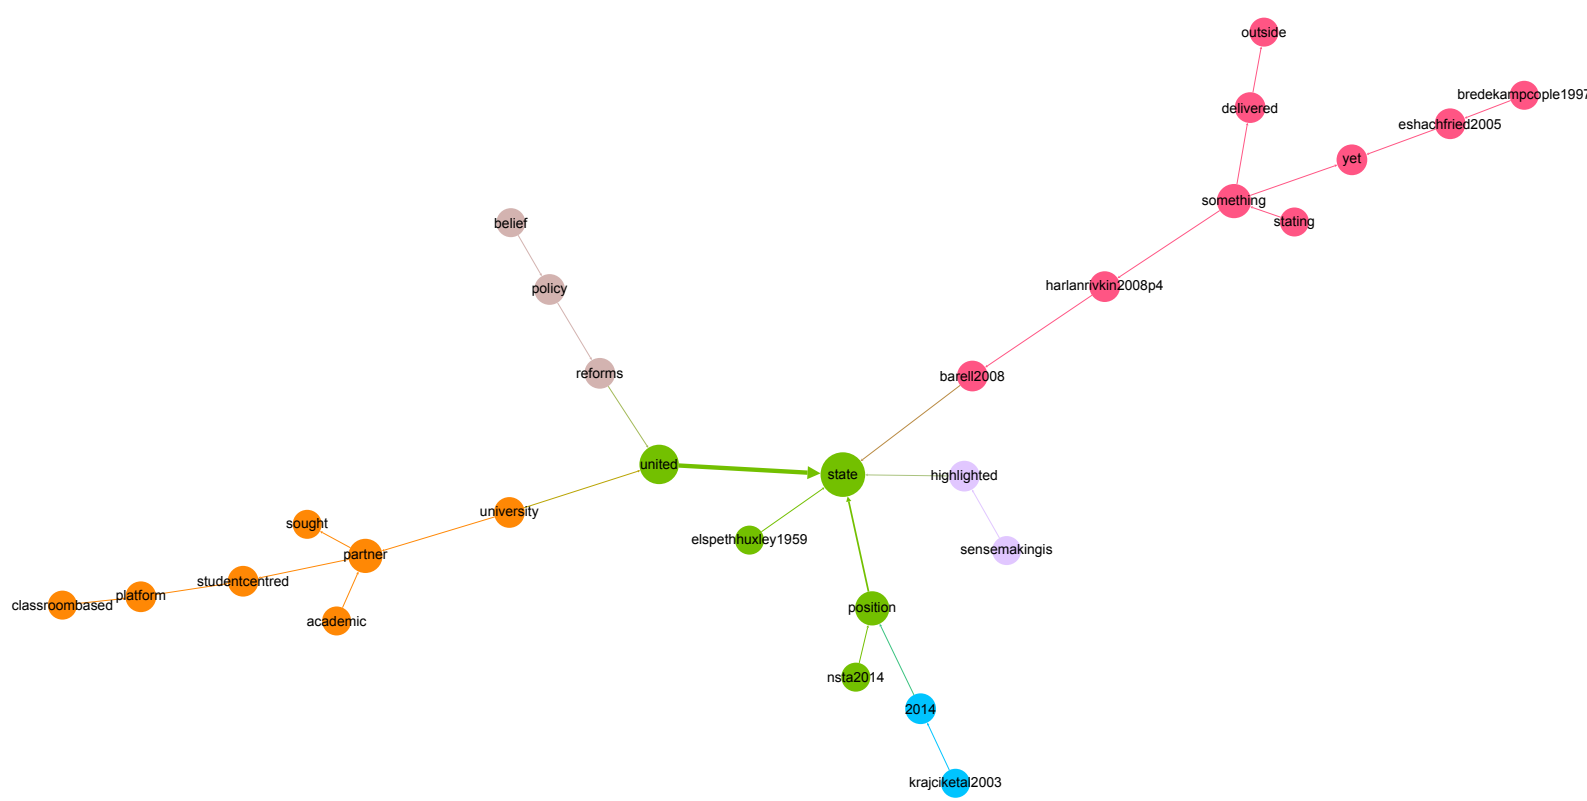 outside
bredekampcople1997
delivered
eshachfried2005
yet
something
stating
belief
policy
harlanrivkin2008p4
reforms
barell2008
united
state
highlighted
university
sought
elspethhuxley1959
sensemakingis
partner
studentcentred
platform
classroombased
academic
position
nsta2014
2014
krajciketal2003